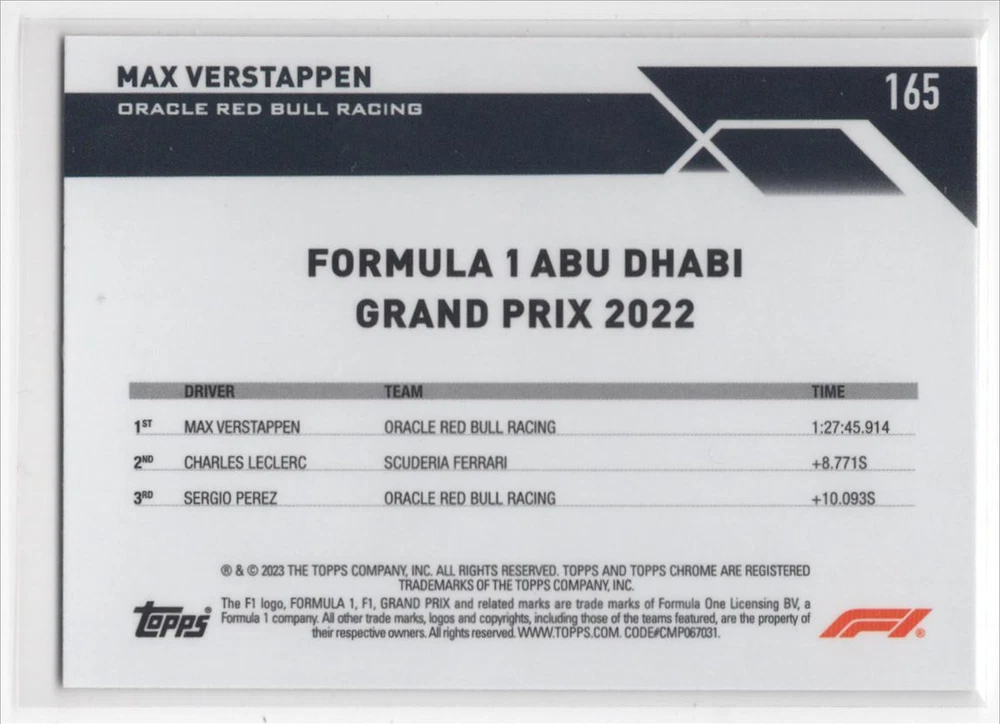 MAX VERSTAPPEN
ORACLE RED BULL RACING
165
FORMULA 1 ABU DHABI
GRAND PRIX 2022
DRIVER TEAM TIME
1ST MAX VERSTAPPEN ORACLE RED BULL RACING 1:27:45.914
2ND CHARLES LECLERC SCUDERIA FERRARI +8.771S
3RD SERGIO PEREZ ORACLE RED BULL RACING +10.093S
® & © 2023 THE TOPPS COMPANY, INC. ALL RIGHTS RESERVED. TOPPS AND TOPPS CHROME ARE REGISTERED
TRADEMARKS OF THE TOPPS COMPANY, INC.
The F1 logo, FORMULA 1, F1, GRAND PRIX and related marks are trade marks of Formula One Licensing BV, a
Formula 1 company. All other trade marks, logos and copyrights, including those of the teams featured, are the property of
their respective owners. All rights reserved. WWW.TOPPS.COM. CODE#CMP067031.
Topps®
F1®